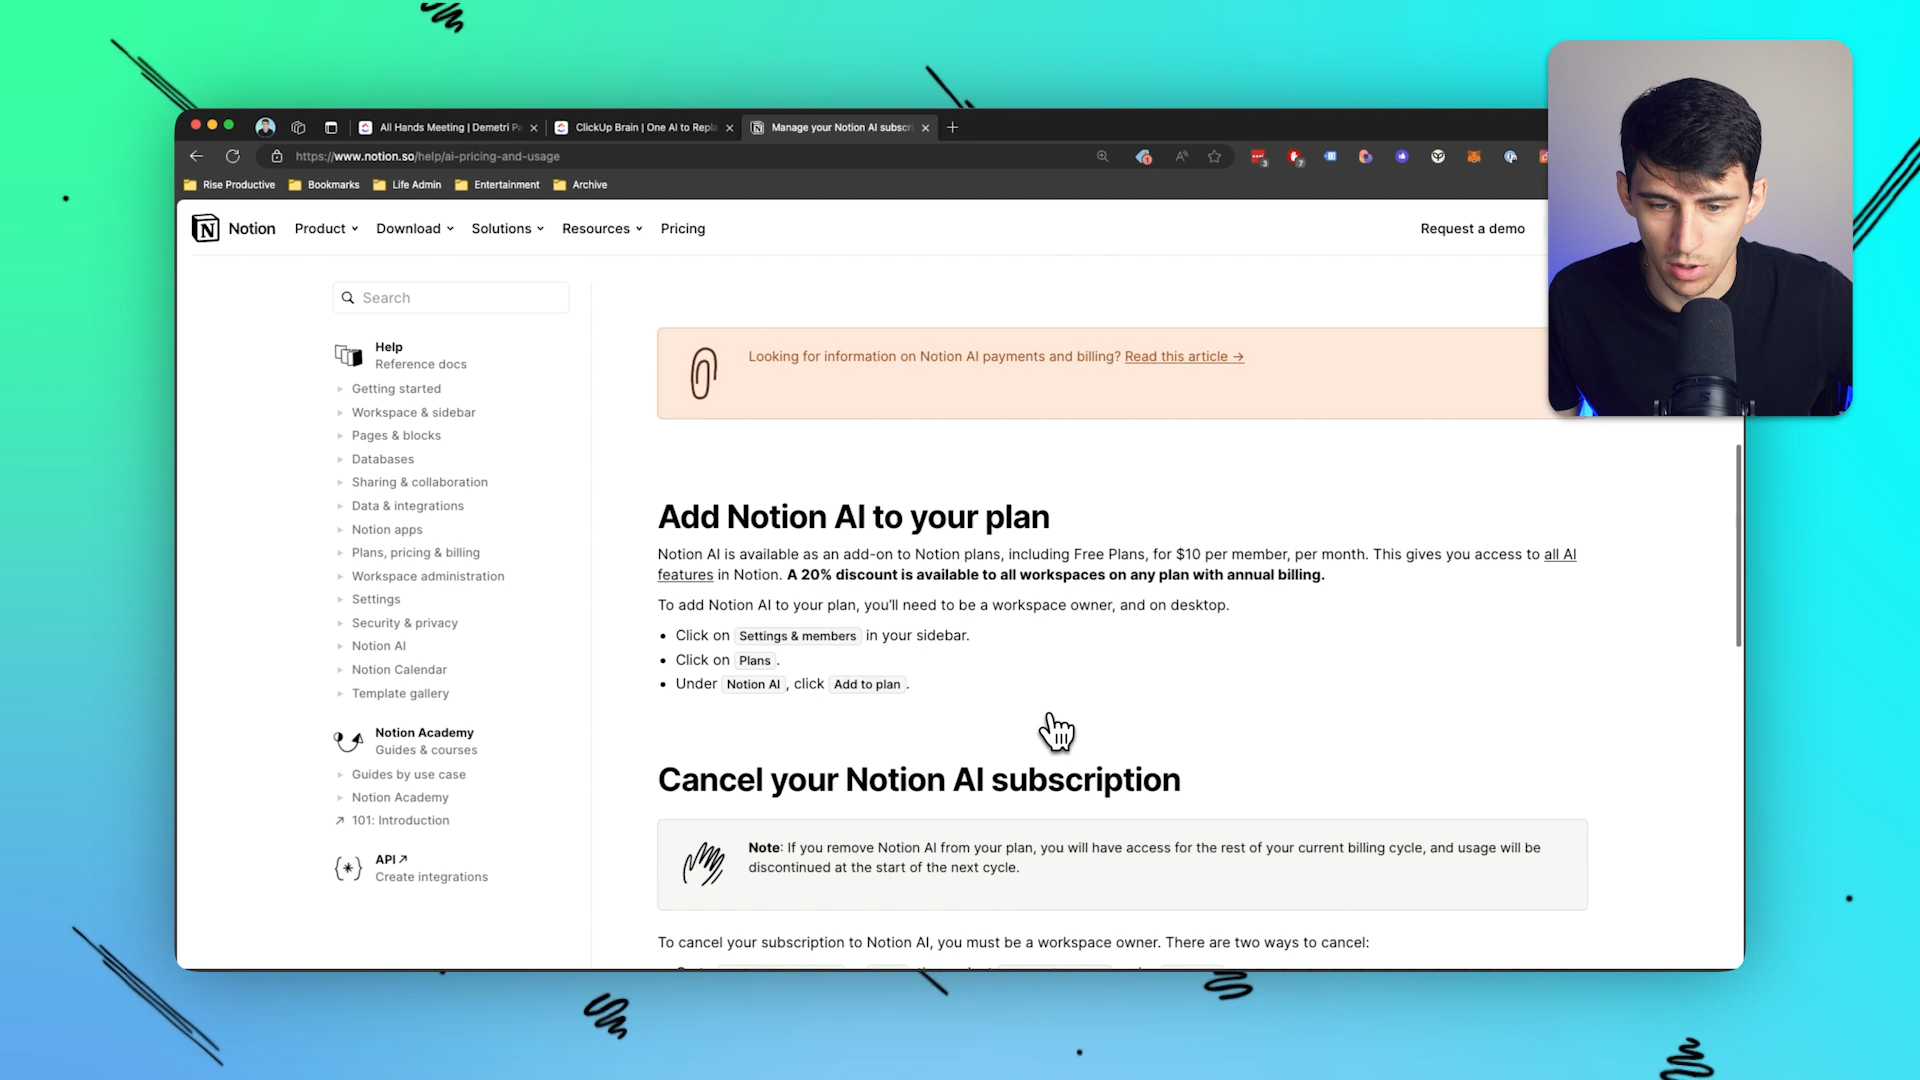 All Hands Meeting | Demetri Pa
ClickUp Brain | One AI to Repla
Manage your Notion AI subscri
https://www.notion.so/help/ai-pricing-and-usage
Rise Productive
Bookmarks
Life Admin
Entertainment
Archive
Notion
Product
Download
Solutions
Resources
Pricing
Request a demo
Search
Help
Reference docs
Getting started
Workspace & sidebar
Pages & blocks
Databases
Sharing & collaboration
Data & integrations
Notion apps
Plans, pricing & billing
Workspace administration
Settings
Security & privacy
Notion AI
Notion Calendar
Template gallery
Notion Academy
Guides & courses
Guides by use case
Notion Academy
101: Introduction
API
Create integrations
Looking for information on Notion AI payments and billing? Read this article →
Add Notion AI to your plan
Notion AI is available as an add-on to Notion plans, including Free Plans, for $10 per member, per month. This gives you access to all AI
features in Notion. A 20% discount is available to all workspaces on any plan with annual billing.
To add Notion AI to your plan, you'll need to be a workspace owner, and on desktop.
• Click on Settings & members in your sidebar.
• Click on Plans.
• Under Notion AI, click Add to plan.
Cancel your Notion AI subscription
Note: If you remove Notion AI from your plan, you will have access for the rest of your current billing cycle, and usage will be
discontinued at the start of the next cycle.
To cancel your subscription to Notion AI, you must be a workspace owner. There are two ways to cancel: